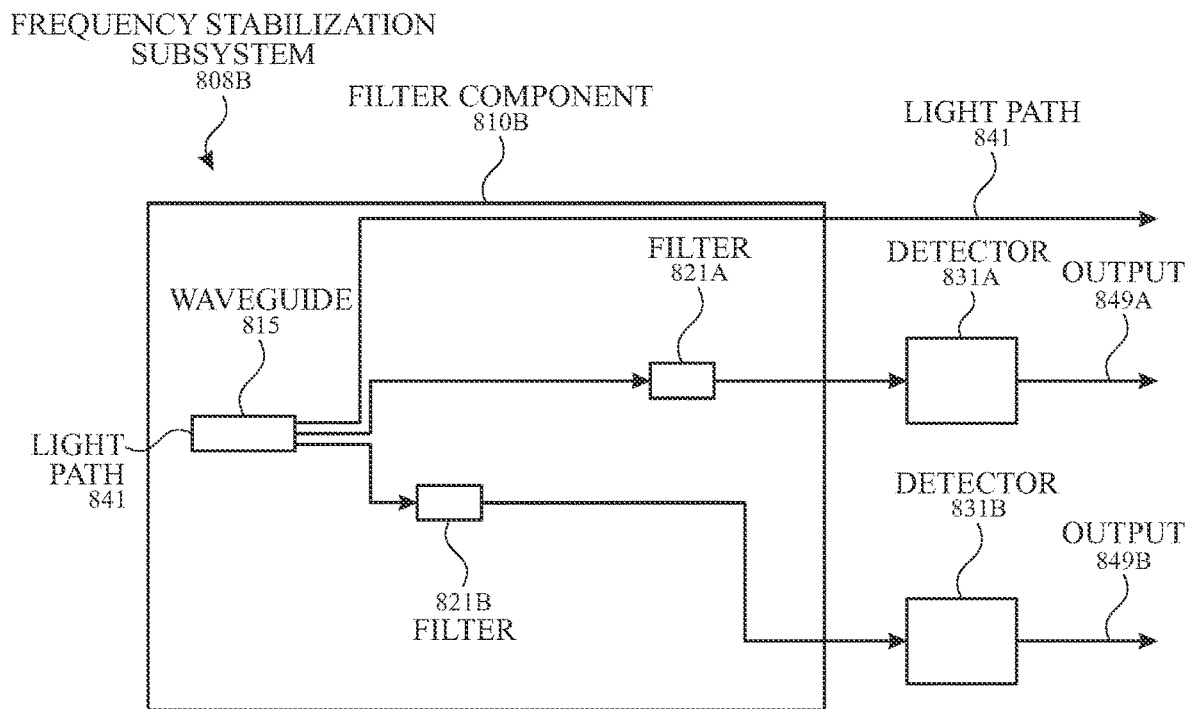 FREQUENCY STABILIZATION
SUBSYSTEM
808B
FILTER COMPONENT
810B
LIGHT PATH
841
FILTER
821A
DETECTOR
831A
OUTPUT
849A
WAVEGUIDE
815
LIGHT
PATH
841
821B
FILTER
DETECTOR
831B
OUTPUT
849B